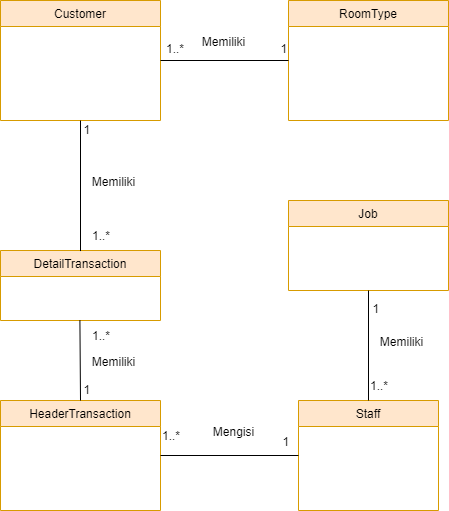 Customer
RoomType
Memiliki
1..*
1
1
Memiliki
1..*
Job
DetailTransaction
1
1..*
Memiliki
Memiliki
1
1..*
HeaderTransaction
Staff
Mengisi
1..*
1